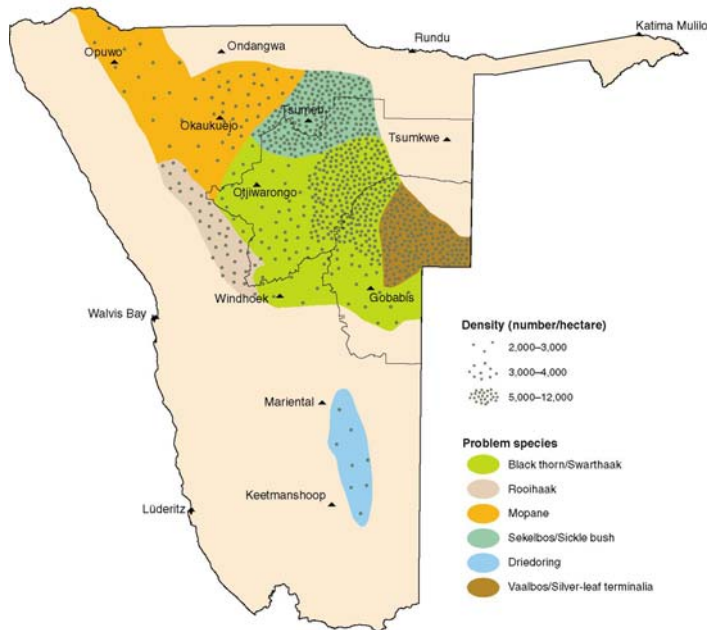 Katima Mulilo
Rundu
Ondangwa
Opuwo
Tsumeb
Okaukuejo
Tsumkwe
Otjiwarongo
Windhoek
Gobabis
Walvis Bay
Density (number/hectare)
2,000–3,000
3,000–4,000
5,000–12,000
Mariental
Problem species
Black thorn/Swarthaak
Rooihaak
Keetmanshoop
Lüderitz
Mopane
Sekelbos/Sickle bush
Driedoring
Vaalbos/Silver-leaf terminalia